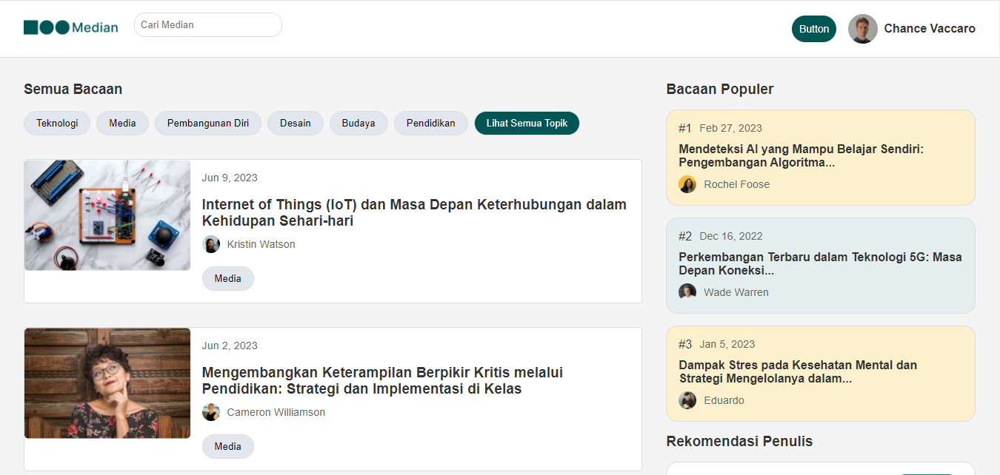 Median
Cari Median
Button
Chance Vaccaro
Semua Bacaan
Teknologi
Media
Pembangunan Diri
Desain
Budaya
Pendidikan
Lihat Semua Topik
Jun 9, 2023
Internet of Things (IoT) dan Masa Depan Keterhubungan dalam
Kehidupan Sehari-hari
Kristin Watson
Media
Jun 2, 2023
Mengembangkan Keterampilan Berpikir Kritis melalui
Pendidikan: Strategi dan Implementasi di Kelas
Cameron Williamson
Media
Bacaan Populer
#1 Feb 27, 2023
Mendeteksi AI yang Mampu Belajar Sendiri:
Pengembangan Algoritma...
Rochel Foose
#2 Dec 16, 2022
Perkembangan Terbaru dalam Teknologi 5G: Masa
Depan Koneksi...
Wade Warren
#3 Jan 5, 2023
Dampak Stres pada Kesehatan Mental dan
Strategi Mengelolanya dalam...
Eduardo
Rekomendasi Penulis